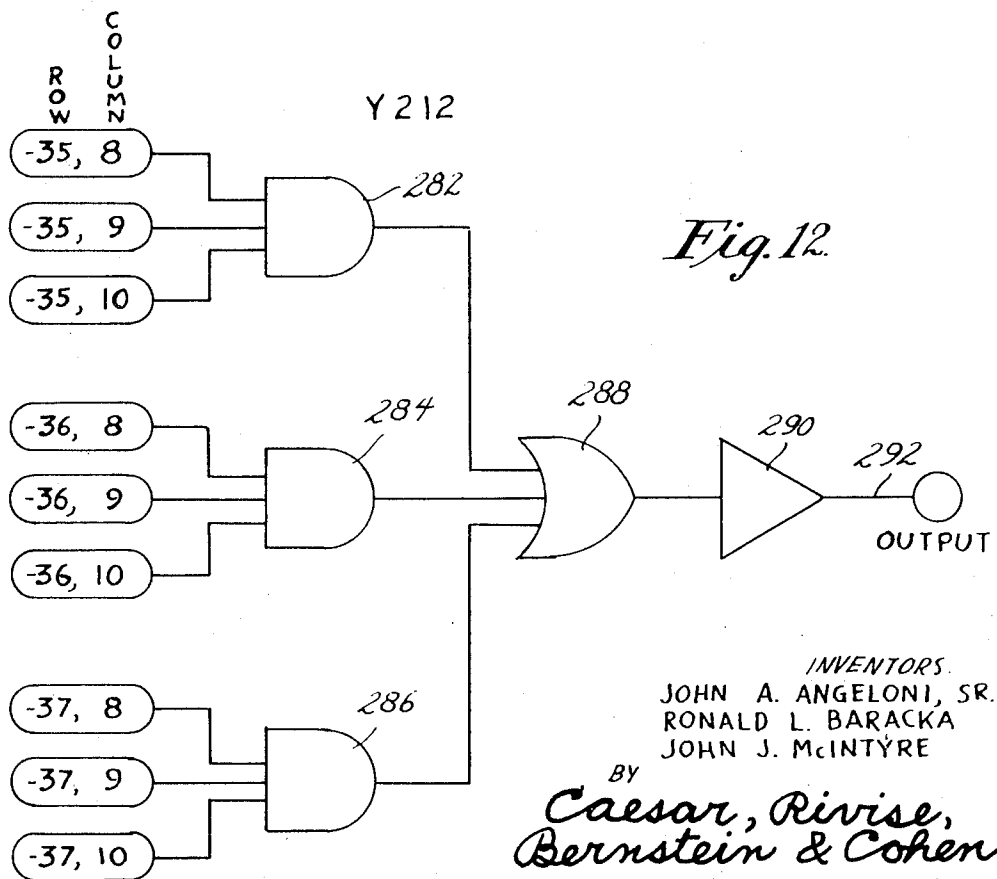 ROW
COLUMN
Y212
-35, 8
282
-35, 9
Fig. 12.
-35, 10
-36, 8
284
288
290
292
-36, 9
OUTPUT
-36, 10
-37, 8
286
-37, 9
-37, 10
INVENTORS.
JOHN A. ANGELONI, SR.
RONALD L. BARACKA
JOHN J. McINTYRE
BY
Caesar, Rivise,
Bernstein & Cohen